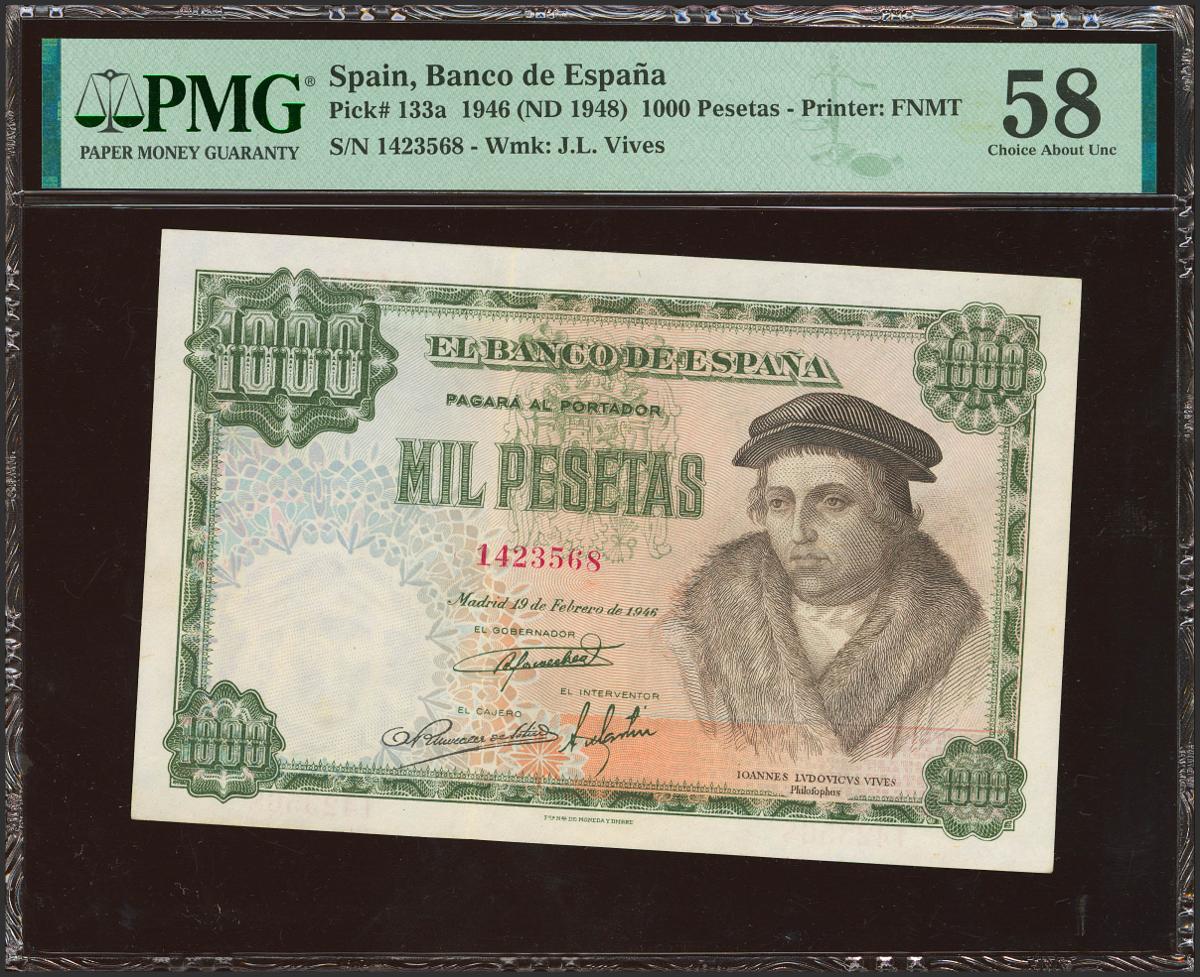 PMG®
PAPER MONEY GUARANTY
Spain, Banco de España
Pick# 133a 1946 (ND 1948) 1000 Pesetas - Printer: FNMT
S/N 1423568 - Wmk: J.L. Vives
58
Choice About Unc
1000
1000
EL BANCO DE ESPAÑA
PAGARÁ AL PORTADOR
MIL PESETAS
1423568
Madrid 19 de Febrero de 1946
EL GOBERNADOR
EL INTERVENTOR
EL CAJERO
1000
IOANNES LVDOVICVS VIVES
Philosophus
1000